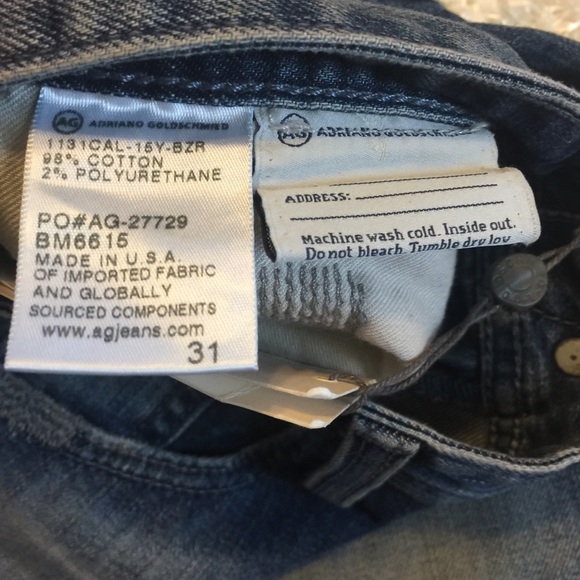 AG ADRIANO GOLDSCHMIED
1131CAL-15Y-BZR
98% COTTON
2% POLYURETHANE
PO#AG-27729
BM6615
MADE IN U.S.A.
OF IMPORTED FABRIC
AND GLOBALLY
SOURCED COMPONENTS
www.agjeans.com
31
AG ADRIANO GOLDSCHMIED
ADDRESS:
Machine wash cold. Inside out.
Do not bleach. Tumble dry low